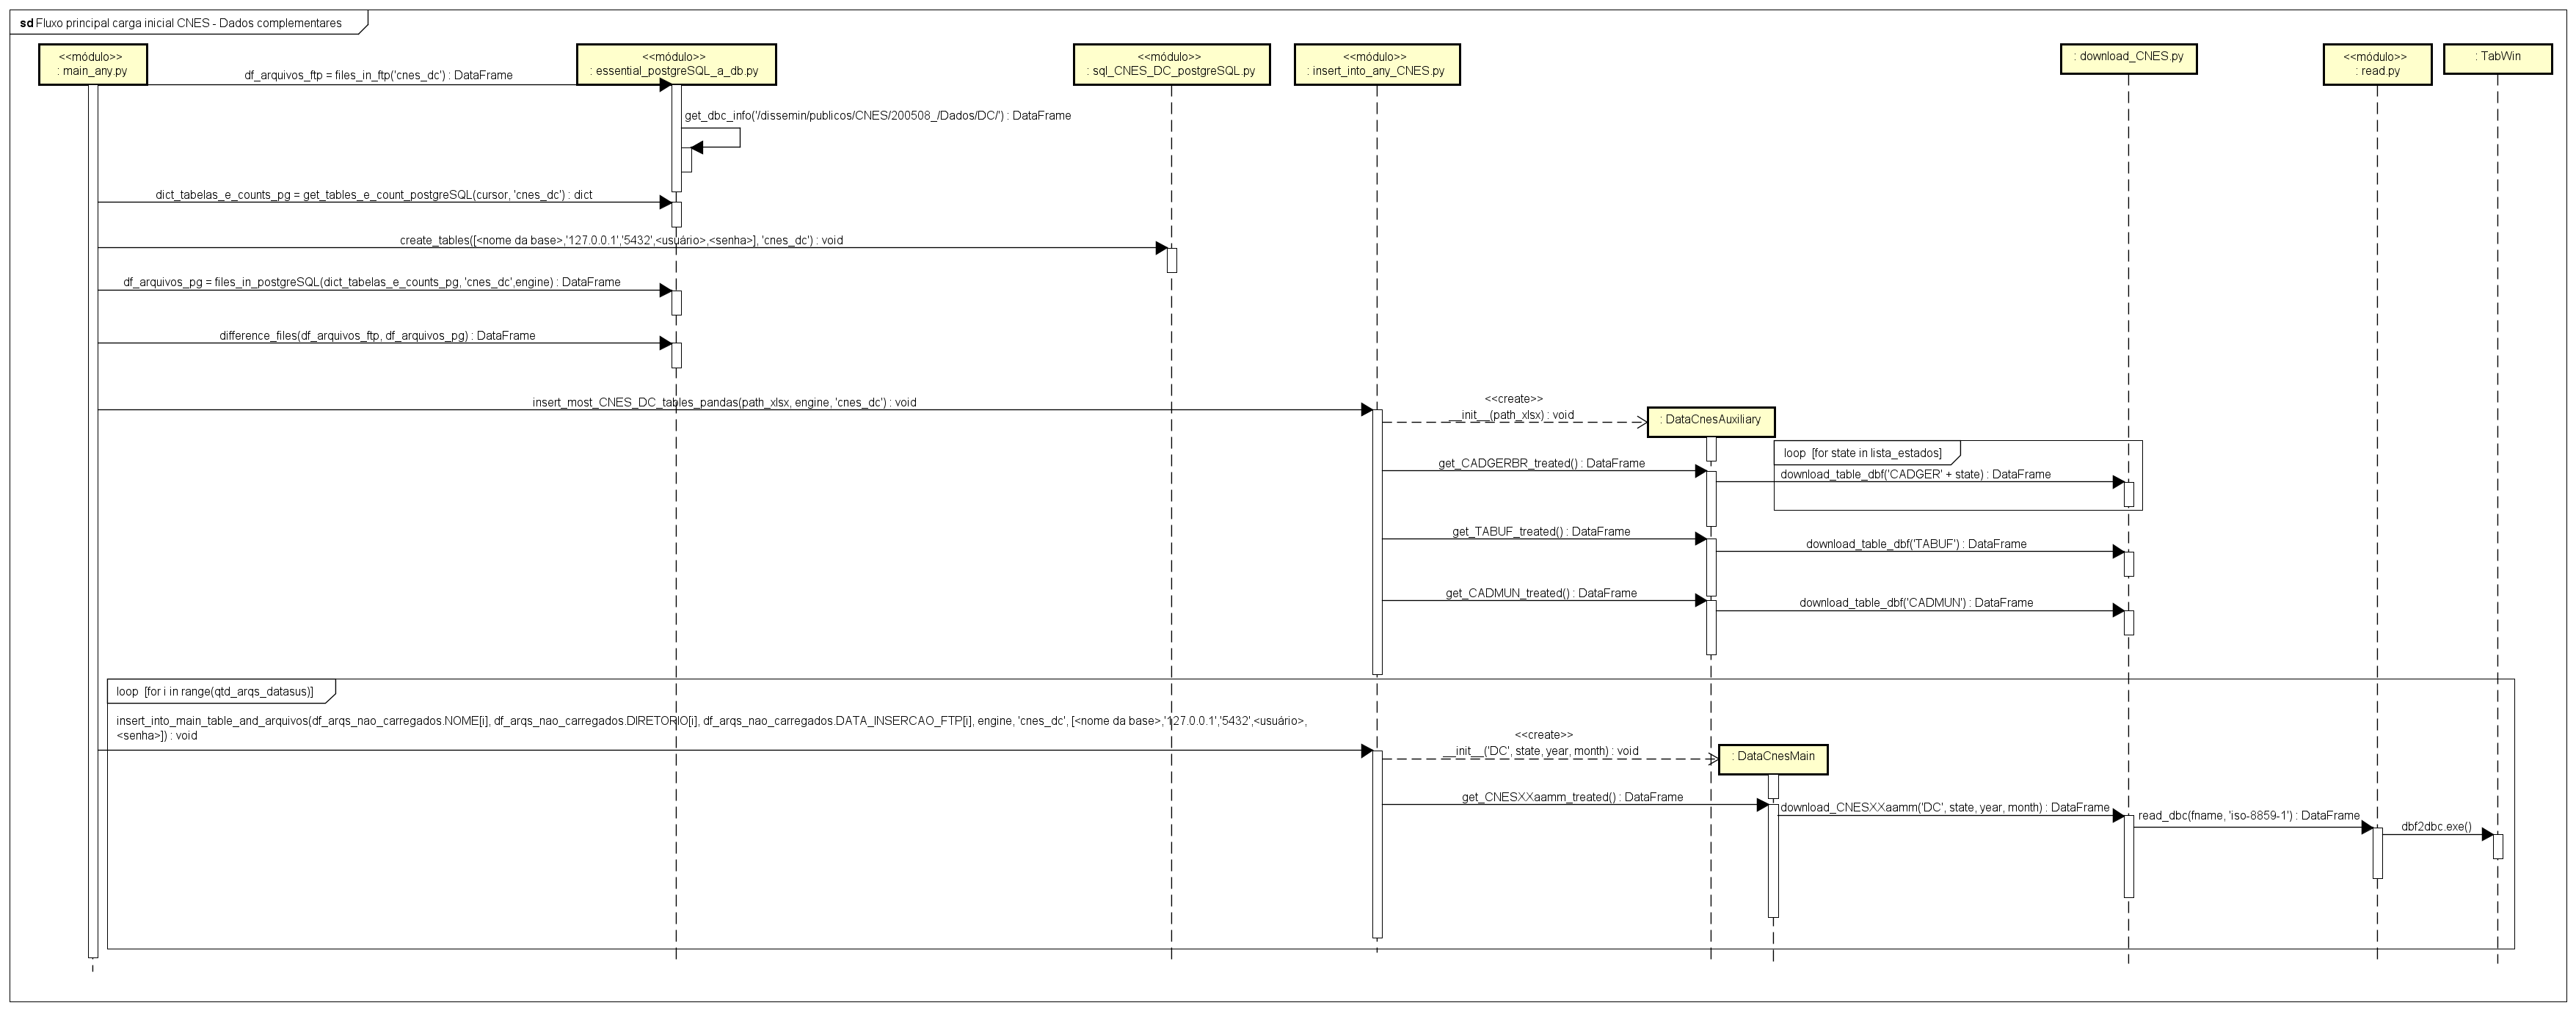 sd Fluxo principal carga inicial CNES - Dados complementares
<<módulo>>
: main_any.py
<<módulo>>
: essential_postgreSQL_a_db.py
<<módulo>>
: sql_CNES_DC_postgreSQL.py
<<módulo>>
: insert_into_any_CNES.py
: download_CNES.py
<<módulo>>
: read.py
: TabWin
df_arquivos_ftp = files_in_ftp('cnes_dc') : DataFrame
get_dbc_info('/dissemin/publicos/CNES/200508_/Dados/DC/') : DataFrame
dict_tabelas_e_counts_pg = get_tables_e_count_postgreSQL(cursor, 'cnes_dc') : dict
create_tables([<nome da base>,'127.0.0.1','5432',<usuário>,<senha>], 'cnes_dc') : void
df_arquivos_pg = files_in_postgreSQL(dict_tabelas_e_counts_pg, 'cnes_dc',engine) : DataFrame
difference_files(df_arquivos_ftp, df_arquivos_pg) : DataFrame
insert_most_CNES_DC_tables_pandas(path_xlsx, engine, 'cnes_dc') : void
<<create>>
__init__(path_xlsx) : void
: DataCnesAuxiliary
loop [for state in lista_estados]
get_CADGERBR_treated() : DataFrame
download_table_dbf('CADGER' + state) : DataFrame
get_TABUF_treated() : DataFrame
download_table_dbf('TABUF') : DataFrame
get_CADMUN_treated() : DataFrame
download_table_dbf('CADMUN') : DataFrame
loop [for i in range(qtd_arqs_datasus)]
insert_into_main_table_and_arquivos(df_arqs_nao_carregados.NOME[i], df_arqs_nao_carregados.DIRETORIO[i], df_arqs_nao_carregados.DATA_INSERCAO_FTP[i], engine, 'cnes_dc', [<nome da base>,'127.0.0.1','5432',<usuário>,
<senha>]) : void
<<create>>
__init__('DC', state, year, month) : void
: DataCnesMain
get_CNESXXaamm_treated() : DataFrame
download_CNESXXaamm('DC', state, year, month) : DataFrame
read_dbc(fname, 'iso-8859-1') : DataFrame
dbf2dbc.exe()